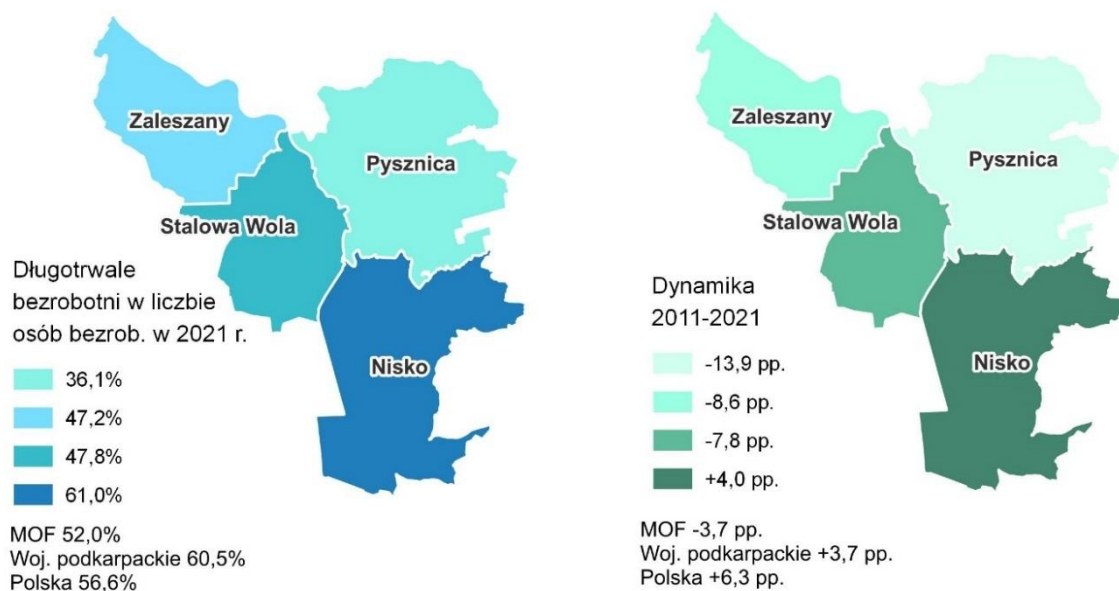 Zaleszany
Pysznica
Stalowa Wola
Nisko
Długotrwale
bezrobotni w liczbie
osób bezrob. w 2021 r.
36,1%
47,2%
47,8%
61,0%
MOF 52,0%
Woj. podkarpackie 60,5%
Polska 56,6%
Zaleszany
Pysznica
Stalowa Wola
Nisko
Dynamika
2011-2021
-13,9 pp.
-8,6 pp.
-7,8 pp.
+4,0 pp.
MOF -3,7 pp.
Woj. podkarpackie +3,7 pp.
Polska +6,3 pp.